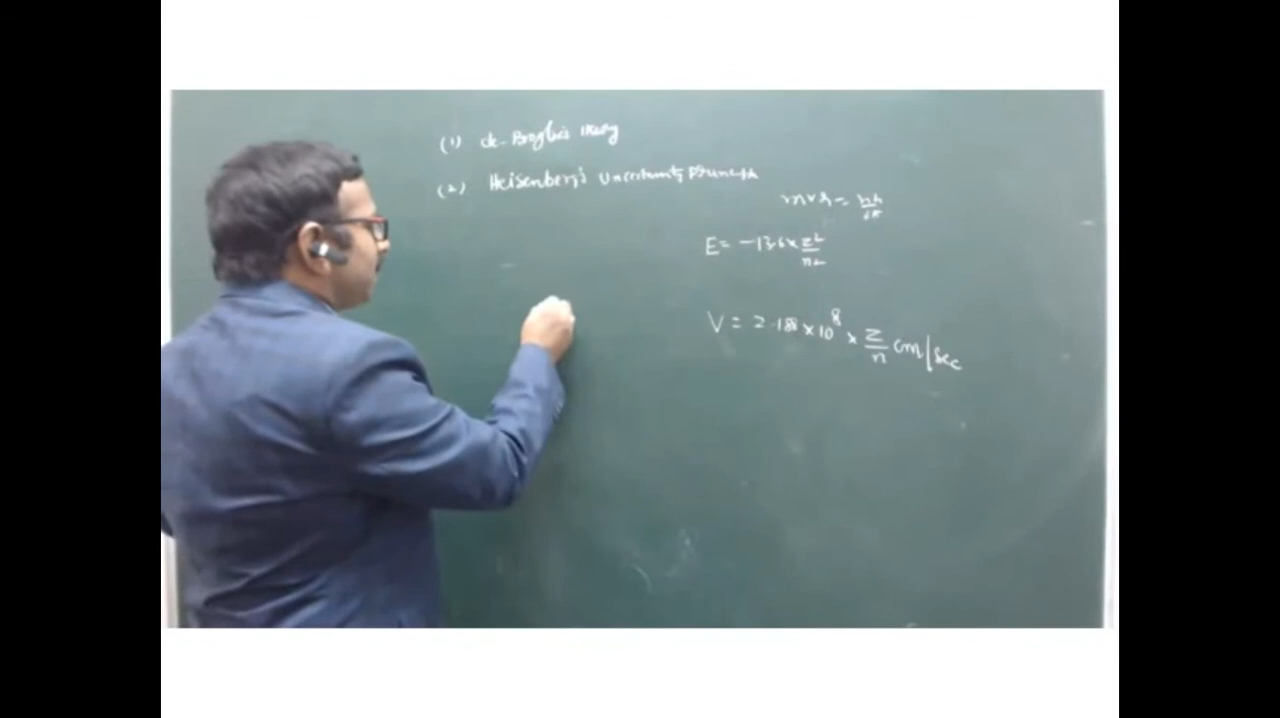 (1) de-Broglie's theory
(2) Heisenberg's Uncertainty Principle
mvr = nh/2π
E = -13.6 × Z²/n²
V = 2.188 × 10⁸ × Z/n cm/sec